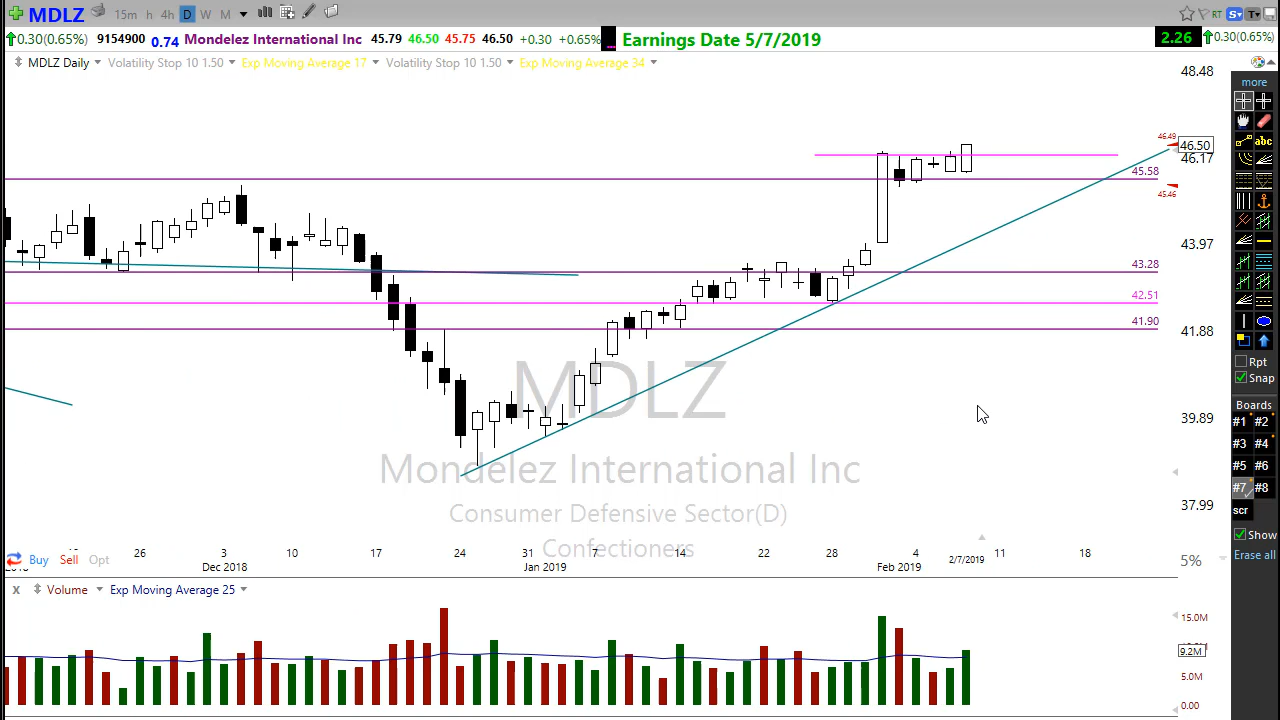 MDLZ 15m h 4h D W M RT S T
0.30(0.65%) 9154900 0.74 Mondelez International Inc 45.79 46.50 45.75 46.50 +0.30 +0.65% Earnings Date 5/7/2019 2.26 0.30(0.65%)
MDLZ Daily Volatility Stop 10 1.50 Exp Moving Average 17 Volatility Stop 10 1.50 Exp Moving Average 34
48.48
more
abc
46.49
46.50
46.17
45.58
45.46
43.97
43.28
42.51
41.90
41.88
39.89
37.99
MDLZ
Mondelez International Inc
Consumer Defensive Sector(D)
Confectioners
Rpt
Snap
Boards
#1 #2
#3 #4
#5 #6
#7 #8
scr
Show
Erase all
26 3 10 17 24 31 7 14 22 28 4 11 18
Buy Sell Opt 5%
Dec 2018 Jan 2019 Feb 2019 2/7/2019
X Volume Exp Moving Average 25
15.0M
9.2M
5.0M
0.00